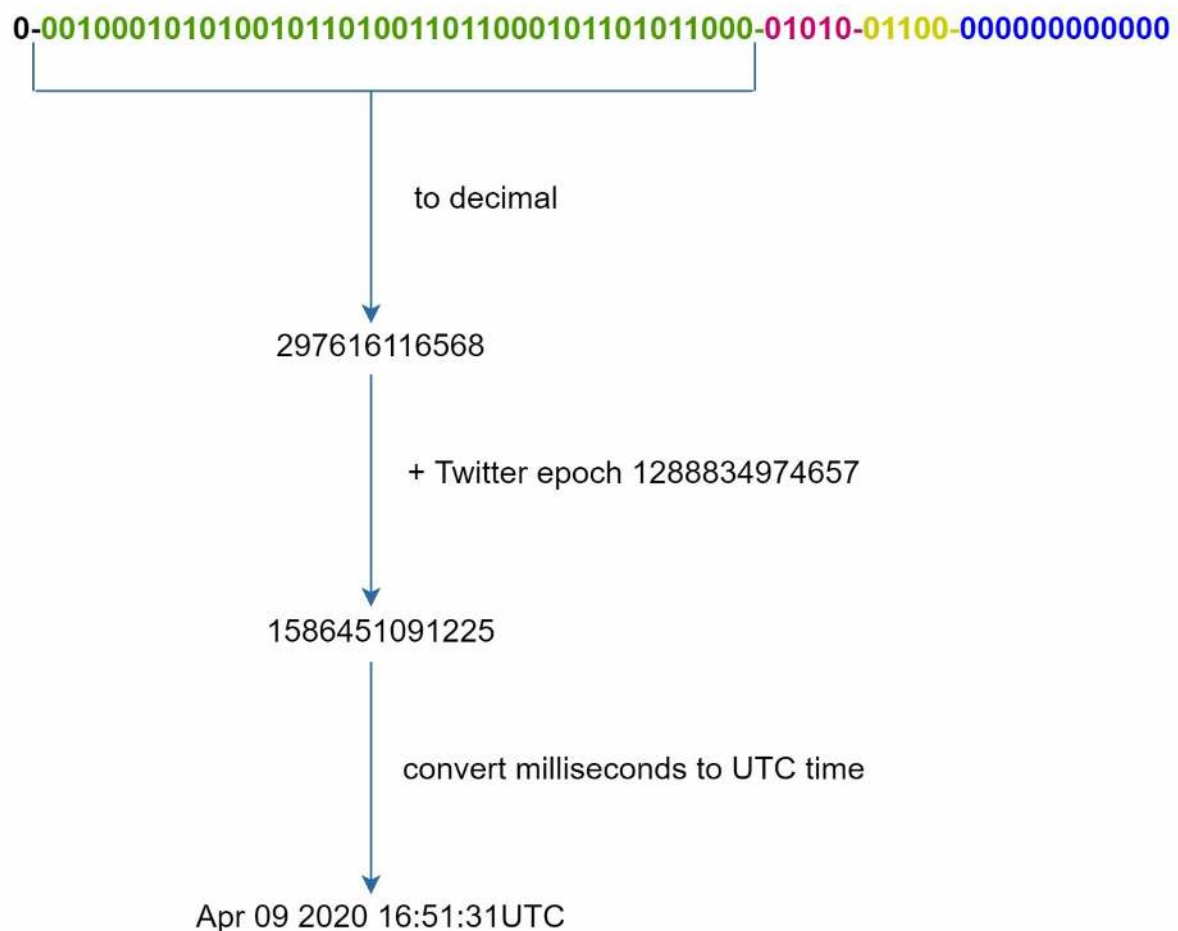 0-00100010101001011010011011000101101011000-01010-01100-000000000000
to decimal
297616116568
+ Twitter epoch 1288834974657
1586451091225
convert milliseconds to UTC time
Apr 09 2020 16:51:31UTC